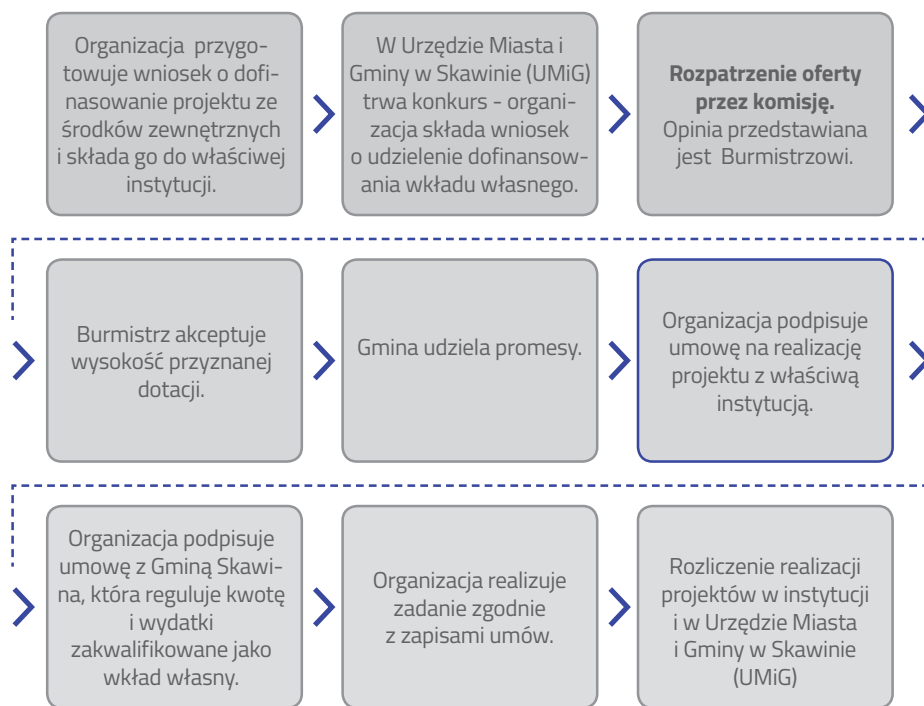 Organizacja przygo-
towuje wniosek o dofi-
nasowanie projektu ze
środków zewnętrznych
i składa go do właściwej
instytucji.
W Urzędzie Miasta i
Gminy w Skawinie (UMiG)
trwa konkurs - organi-
zacja składa wniosek
o udzielenie dofinansow-
ania wkładu własnego.
Rozpatrzenie oferty
przez komisję.
Opinia przedstawiana
jest Burmistrzowi.
Burmistrz akceptuje
wysokość przyznanej
dotacji.
Gmina udziela promesy.
Organizacja podpisuje
umowę na realizację
projektu z właściwą
instytucją.
Organizacja podpisuje
umowę z Gminą Skawi-
na, która reguluje kwotę
i wydatki
zakwalifikowane jako
wkład własny.
Organizacja realizuje
zadanie zgodnie
z zapisami umów.
Rozliczenie realizacji
projektów w instytucji
i w Urzędzie Miasta
i Gminy w Skawinie
(UMiG)